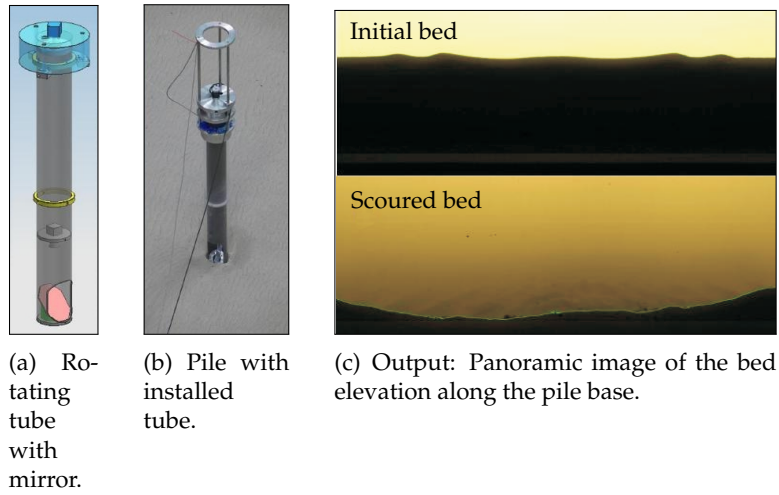 Initial bed
Scoured bed
(a) Ro-
tating
tube
with
mirror.
(b) Pile with
installed
tube.
(c) Output: Panoramic image of the bed
elevation along the pile base.